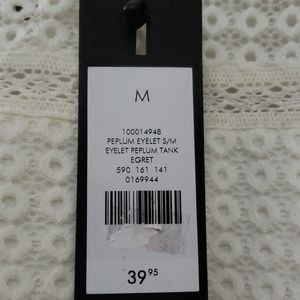 M
100014948
PEPLUM EYELET S/M
EYELET PEPLUM TANK
EGRET
590 161 141
0169944
39.95